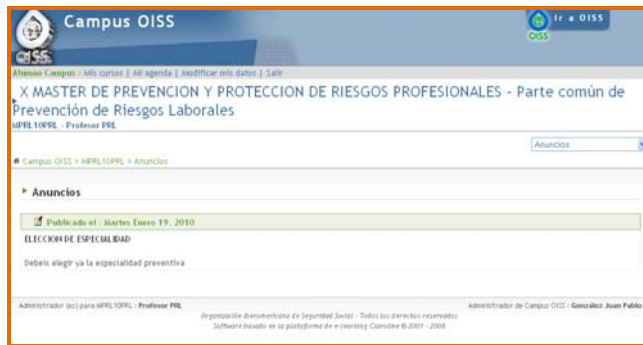 Campus OISS
Ir a OISS
OISS
OISS
Alumno Campus : Mis cursos | Mi agenda | Modificar mis datos | Salir
X MASTER DE PREVENCION Y PROTECCION DE RIESGOS PROFESIONALES - Parte común de
Prevención de Riesgos Laborales
MPRL10PRL - Profesor PRL
Anuncios
Campus OISS > MPRL10PRL > Anuncios
Anuncios
Publicado el : Martes Enero 19, 2010
ELECCION DE ESPECIALIDAD
Debeis elegir ya la especialidad preventiva
Administrador (es) para MPRL10PRL : Profesor PRL
Administrador de Campus OISS : González Juan Pablo
Organización Iberoamericana de Seguridad Social - Todos los derechos reservados
Software basado en la plataforma de e-learning Claroline © 2001 - 2008